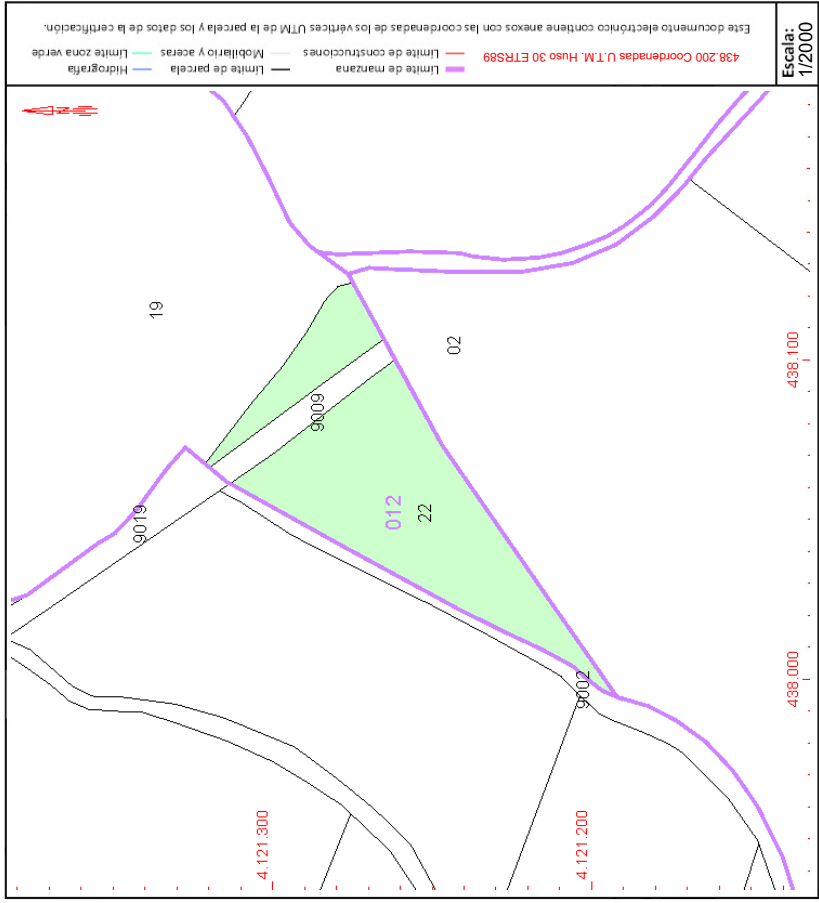 Este documento electrónico contiene anexos con las coordenadas de los vértices UTM de la parcela y los datos de la certificación.
438.200 Coordenadas U.T.M. Huso 30 ETRS89
Límite de manzana
Límite de construcciones
Límite de parcela
Mobiliario y aceras
Hidrografía
Límite zona verde
Escala:
1/2000
N
19
02
438.100
9009
9019
012
22
9002
438.000
4.121.300
4.121.200